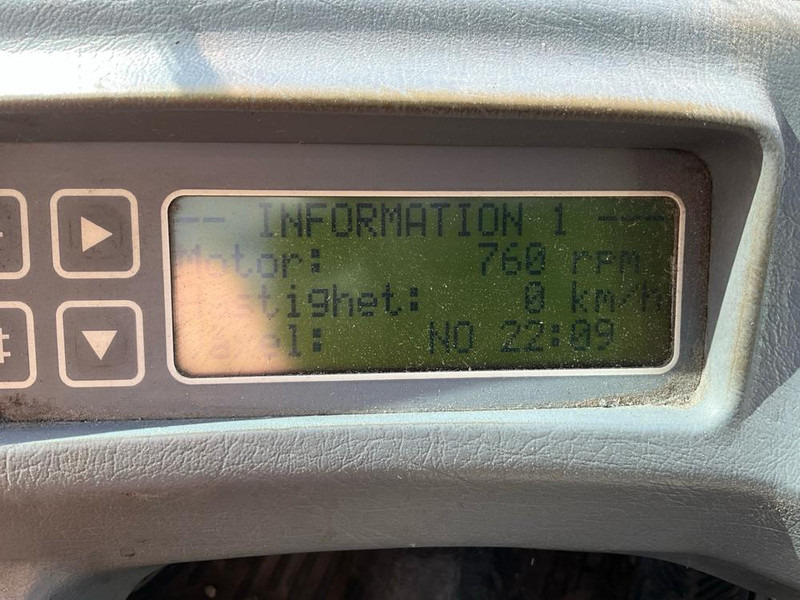 -- INFORMATION 1 ---
Motor: 760 rpm
0 km/h
NO 22:09